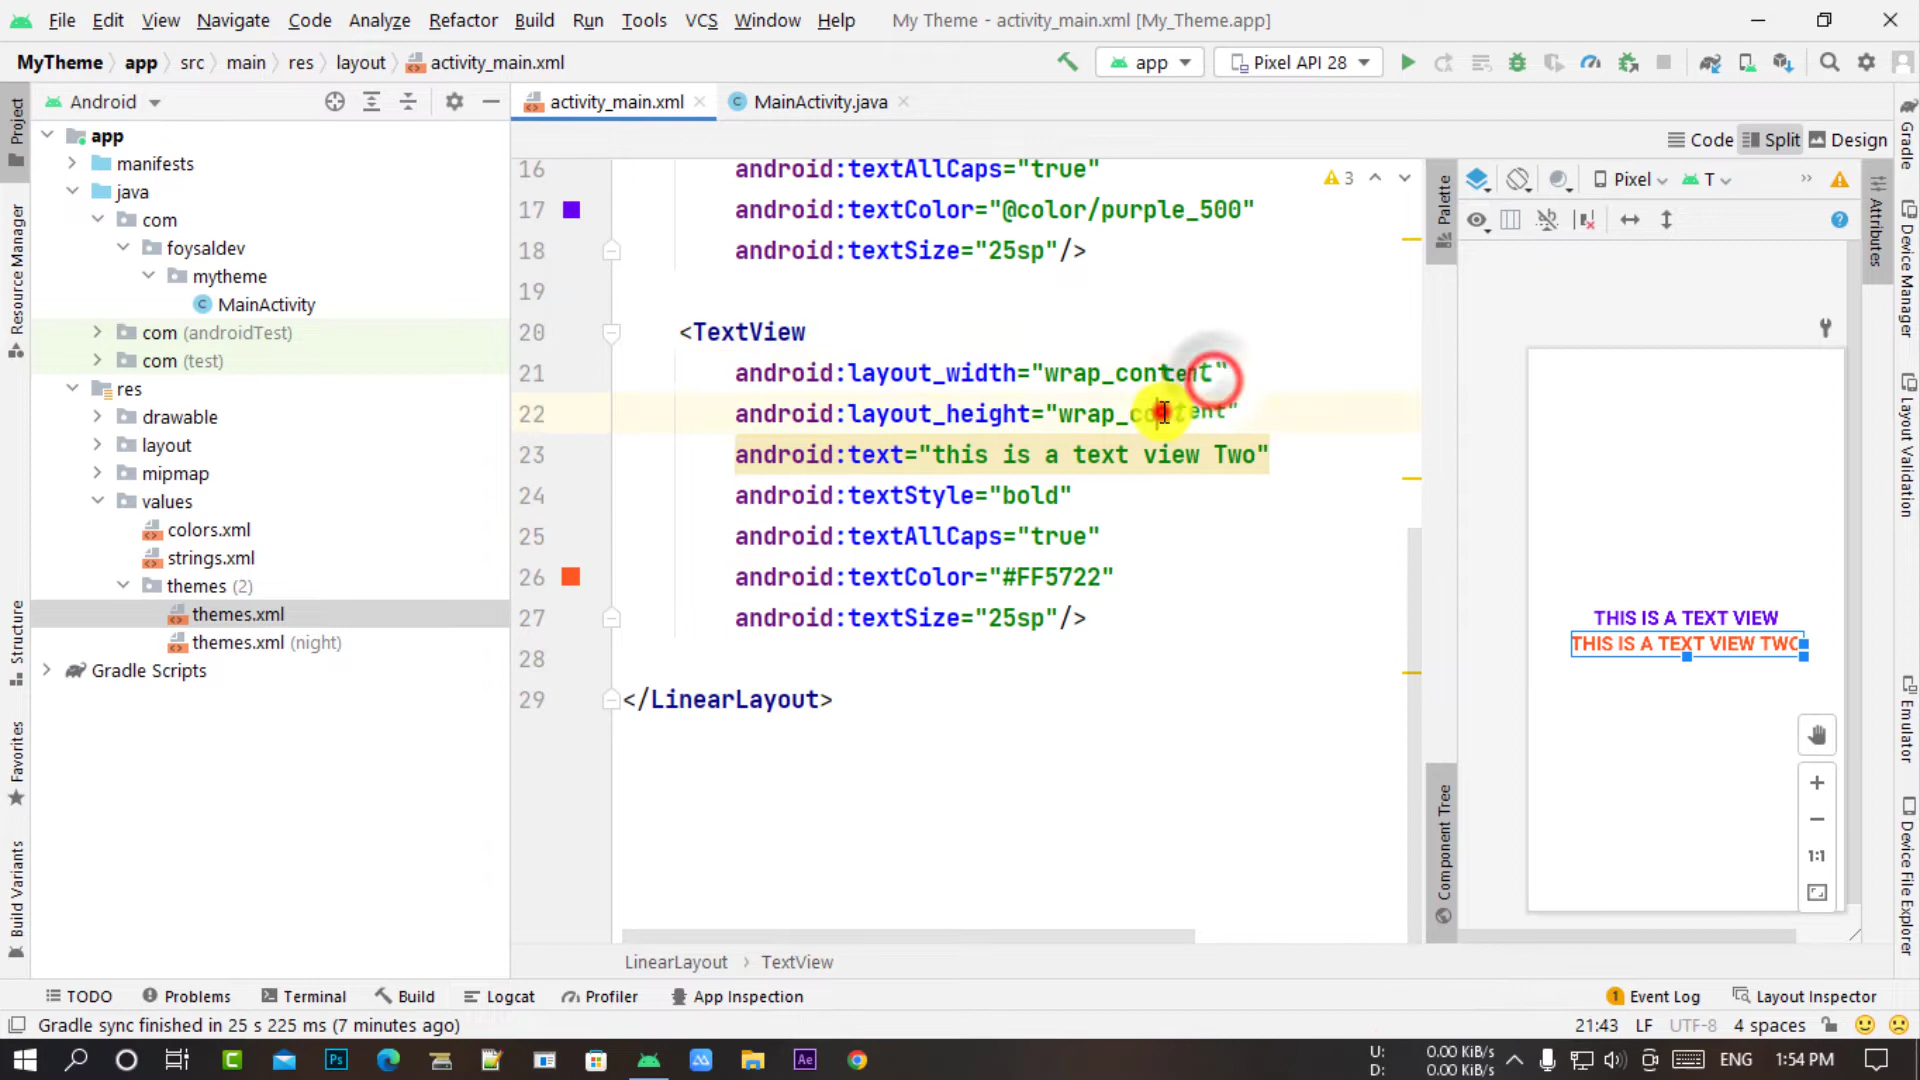 File Edit View Navigate Code Analyze Refactor Build Run Tools VCS Window Help My Theme - activity_main.xml [My_Theme.app]
MyTheme app src main res layout activity_main.xml app Pixel API 28
Project
Android
activity_main.xml MainActivity.java
Gradle
app
manifests
java
com
foysaldev
mytheme
MainActivity
com (androidTest)
com (test)
res
drawable
layout
mipmap
values
colors.xml
strings.xml
themes (2)
themes.xml
themes.xml (night)
Gradle Scripts
Resource Manager
Structure
Favorites
Build Variants
Code Split Design
16 android:textAllCaps="true"
17 android:textColor="@color/purple_500"
18 android:textSize="25sp"/>
19
20 <TextView
21 android:layout_width="wrap_content"
22 android:layout_height="wrap_content"
23 android:text="this is a text view Two"
24 android:textStyle="bold"
25 android:textAllCaps="true"
26 android:textColor="#FF5722"
27 android:textSize="25sp"/>
28
29 </LinearLayout>
3
Palette
Component Tree
Pixel T
Attributes
THIS IS A TEXT VIEW
THIS IS A TEXT VIEW TWO
1:1
Device Manager
Layout Validation
Emulator
Device File Explorer
LinearLayout TextView
TODO Problems Terminal Build Logcat Profiler App Inspection 1 Event Log Layout Inspector
Gradle sync finished in 25 s 225 ms (7 minutes ago) 21:43 LF UTF-8 4 spaces
C Ps Ae
U: 0.00 KiB/s
D: 0.00 KiB/s
ENG 1:54 PM